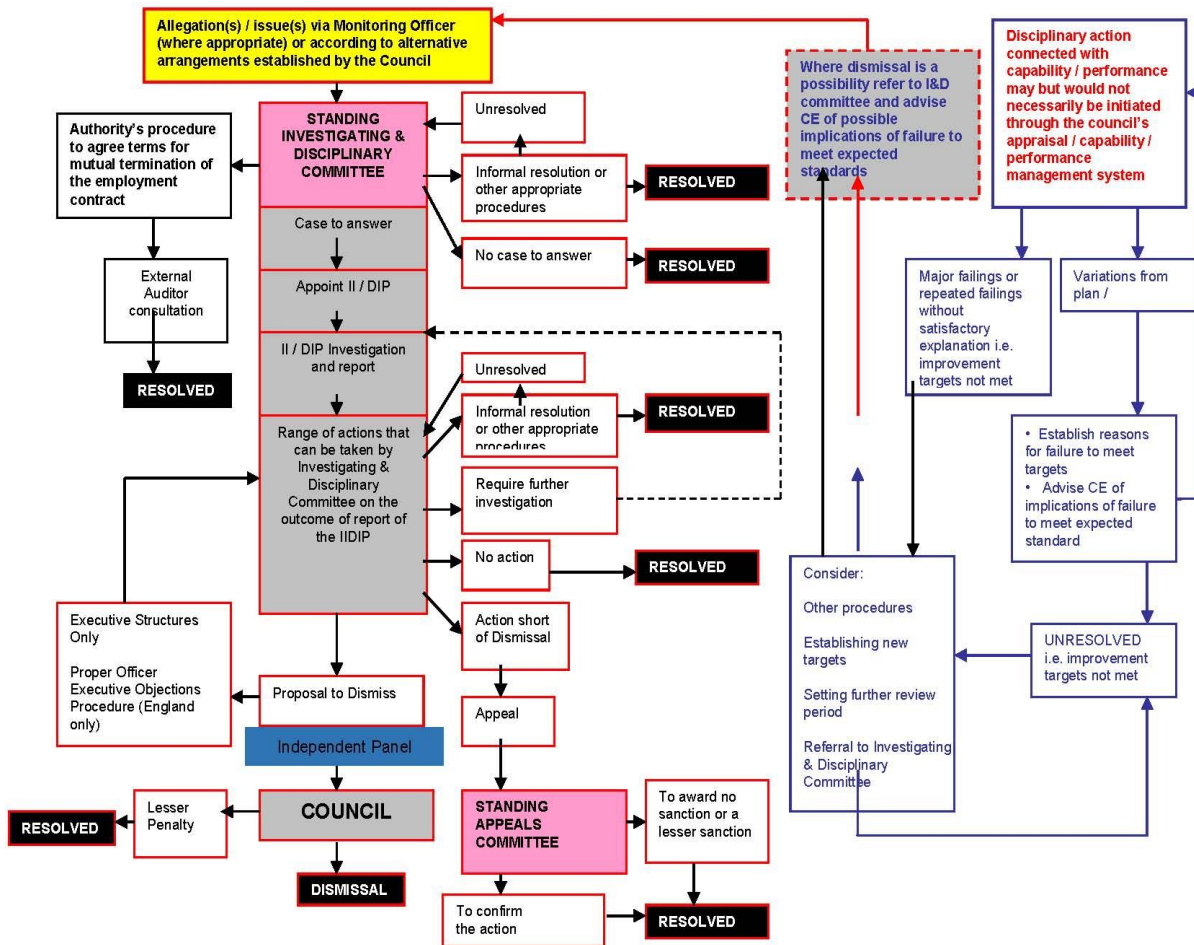 Allegation(s) / issue(s) via Monitoring Officer
(where appropriate) or according to alternative
arrangements established by the Council
Authority's procedure
to agree terms for
mutual termination of
the employment
contract
External
Auditor
consultation
RESOLVED
STANDING
INVESTIGATING &
DISCIPLINARY
COMMITTEE
Unresolved
Informal resolution or
other appropriate
procedures
RESOLVED
No case to answer
RESOLVED
Case to answer
Appoint II / DIP
II / DIP Investigation
and report
Range of actions that
can be taken by
Investigating &
Disciplinary
Committee on the
outcome of report of
the IIDIP
Unresolved
Informal resolution
or other appropriate
procedures
RESOLVED
Require further
investigation
No action
RESOLVED
Action short
of Dismissal
Appeal
Executive Structures
Only
Proper Officer
Executive Objections
Procedure (England
only)
Proposal to Dismiss
Independent Panel
COUNCIL
Lesser
Penalty
RESOLVED
DISMISSAL
STANDING
APPEALS
COMMITTEE
To award no
sanction or a
lesser sanction
To confirm
the action
RESOLVED
Where dismissal is a
possibility refer to I&D
committee and advise
CE of possible
implications of failure to
meet expected
standards
Disciplinary action
connected with
capability / performance
may but would not
necessarily be initiated
through the council's
appraisal / capability /
performance
management system
Major failings or
repeated failings
without
satisfactory
explanation i.e.
improvement
targets not met
Variations from
plan /
• Establish reasons
for failure to meet
targets
• Advise CE of
implications of failure
to meet expected
standard
UNRESOLVED
i.e. improvement
targets not met
Consider:
Other procedures
Establishing new
targets
Setting further review
period
Referral to Investigating
& Disciplinary
Committee